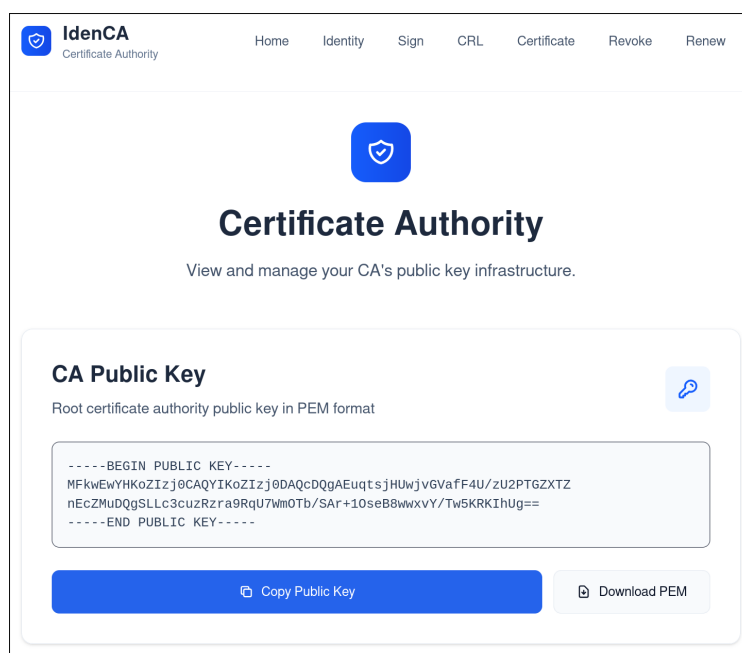 IdenCA
Certificate Authority
Home Identity Sign CRL Certificate Revoke Renew
Certificate Authority
View and manage your CA's public key infrastructure.
CA Public Key
Root certificate authority public key in PEM format
-----BEGIN PUBLIC KEY-----
MFkwEwYHKoZIzj0CAQYIKoZIzj0DAQcDQgAEuqtsjHUwjvGVafF4U/zU2PTGZXTZ
nEcZMuDQgSLLc3cuzRzra9RqU7WmOTb/SAr+1OseB8wwxvY/Tw5KRKIhUg==
-----END PUBLIC KEY-----
Copy Public Key
Download PEM